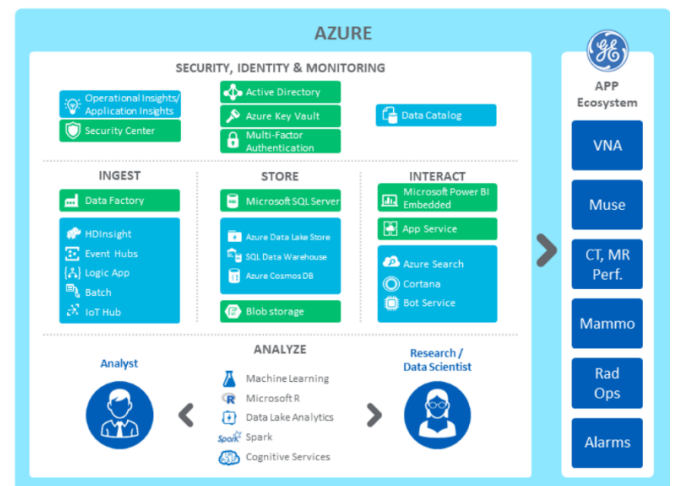 AZURE
SECURITY, IDENTITY & MONITORING
Operational Insights/
Application Insights
Security Center
Active Directory
Azure Key Vault
Multi-Factor
Authentication
Data Catalog
INGEST
Data Factory
HDInsight
Event Hubs
Logic App
Batch
IoT Hub
STORE
Microsoft SQL Server
Azure Data Lake Store
SQL Data Warehouse
Azure Cosmos DB
Blob storage
INTERACT
Microsoft Power BI
Embedded
App Service
Azure Search
Cortana
Bot Service
Analyst
ANALYZE
Machine Learning
R
Microsoft R
Data Lake Analytics
Spark
Spark
Cognitive Services
Research /
Data Scientist
GE
APP
Ecosystem
VNA
Muse
CT, MR
Perf.
Mammo
Rad
Ops
Alarms